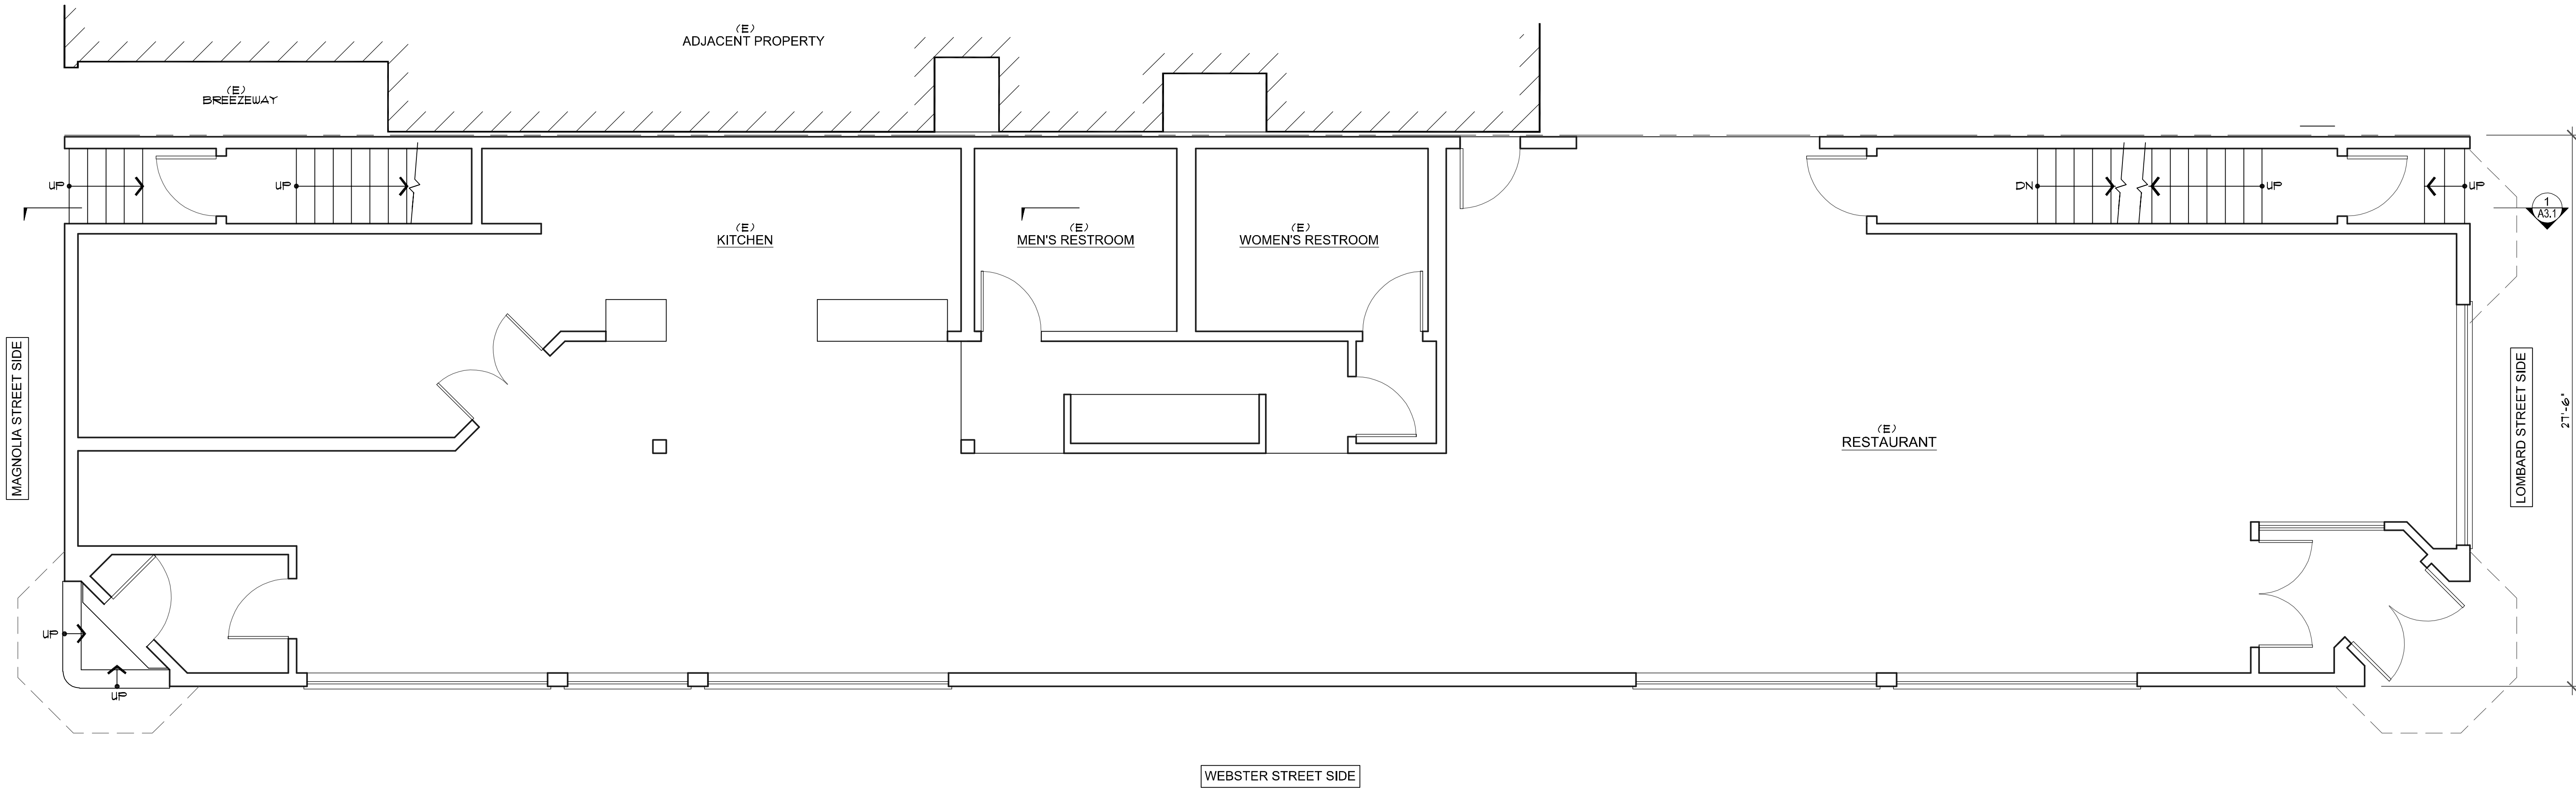 (E)
ADJACENT PROPERTY
(E)
BREEZEWAY
UP
UP
DN
UP
UP
1
A3.1
(E)
KITCHEN
(E)
MEN'S RESTROOM
(E)
WOMEN'S RESTROOM
MAGNOLIA STREET SIDE
(E)
RESTAURANT
LOMBARD STREET SIDE
27'-6"
UP
UP
WEBSTER STREET SIDE